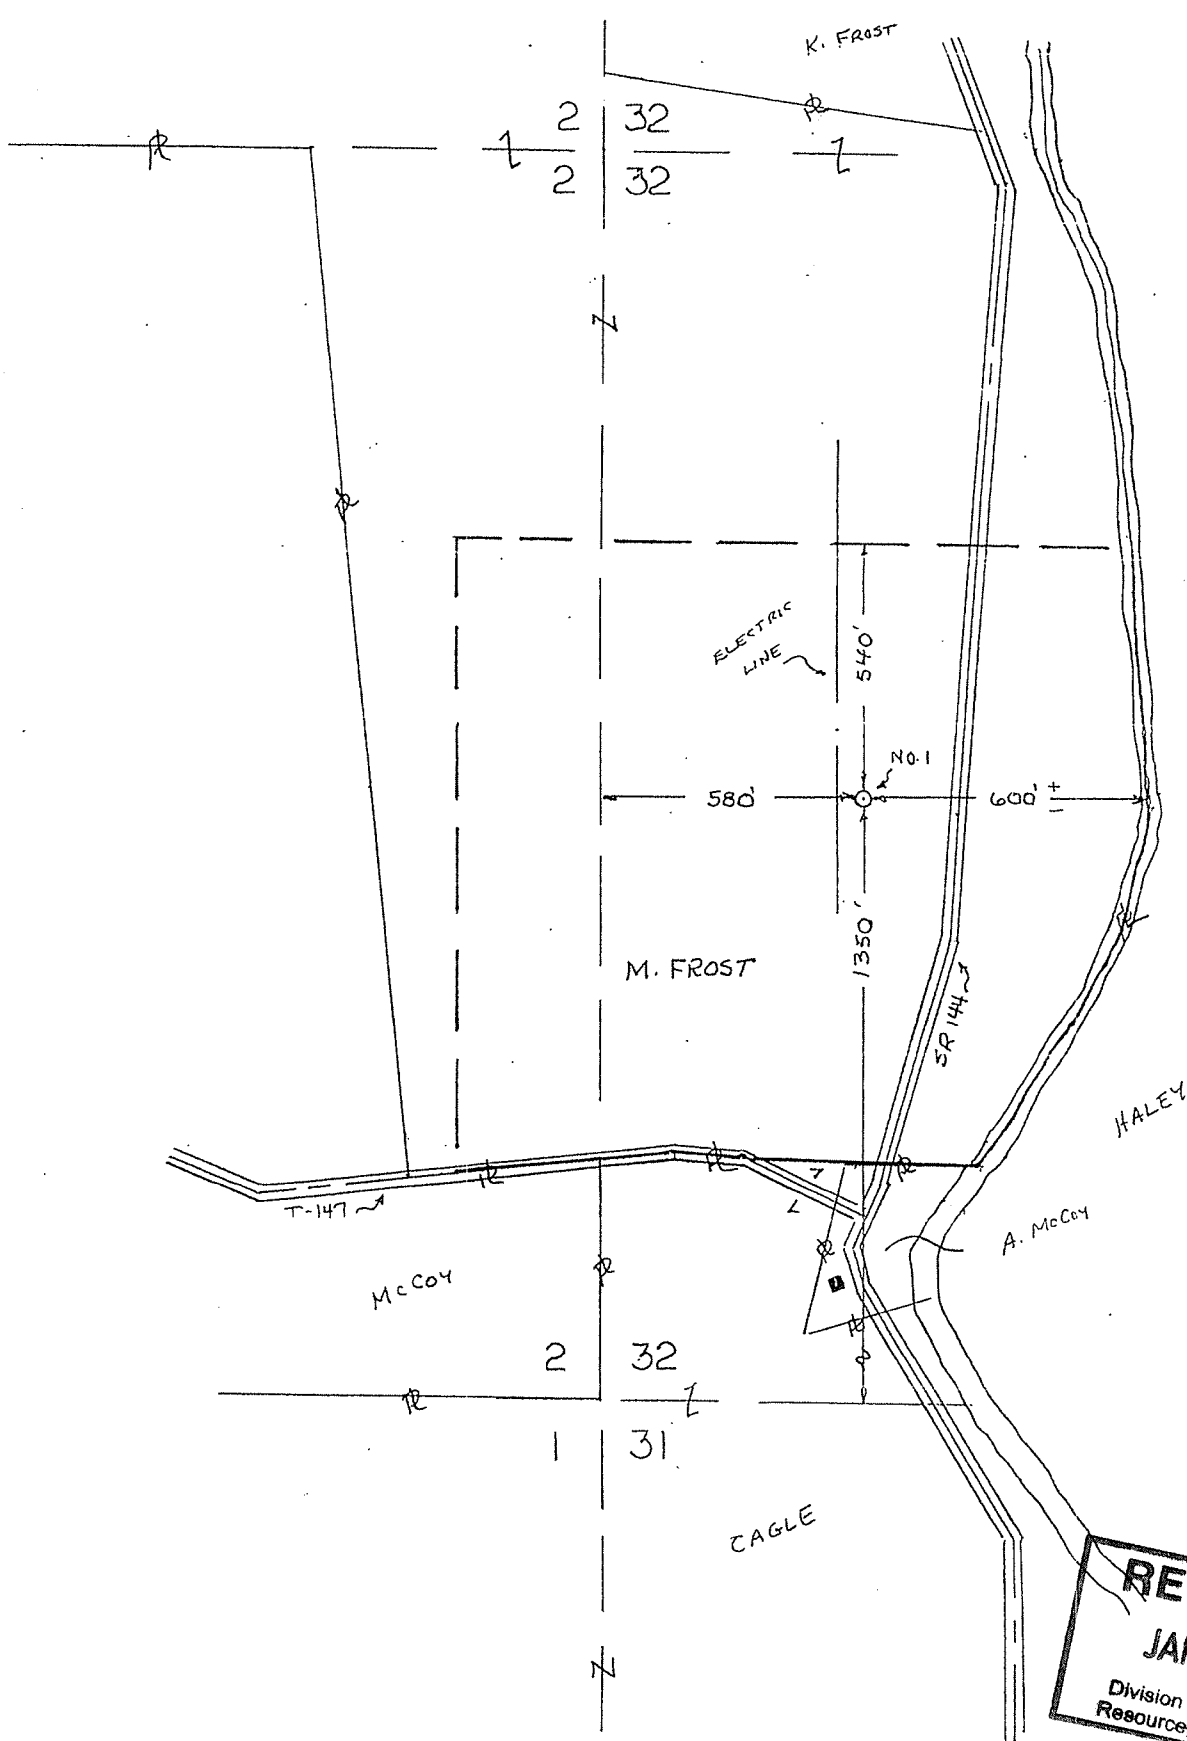 K. FROST
2 32
2 32
ELECTRIC
LINE
540'
NO. 1
580'
600' ±
1350'
M. FROST
SR 144
HALEY
T-147
A. McCOY
McCOY
2 32
1 31
CAGLE
RE
JA
Division
Resource